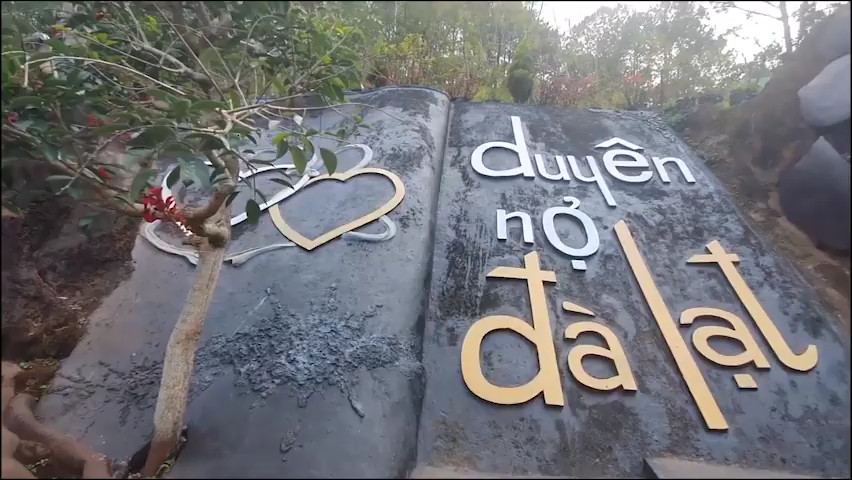 duyên
nợ
đà lạt